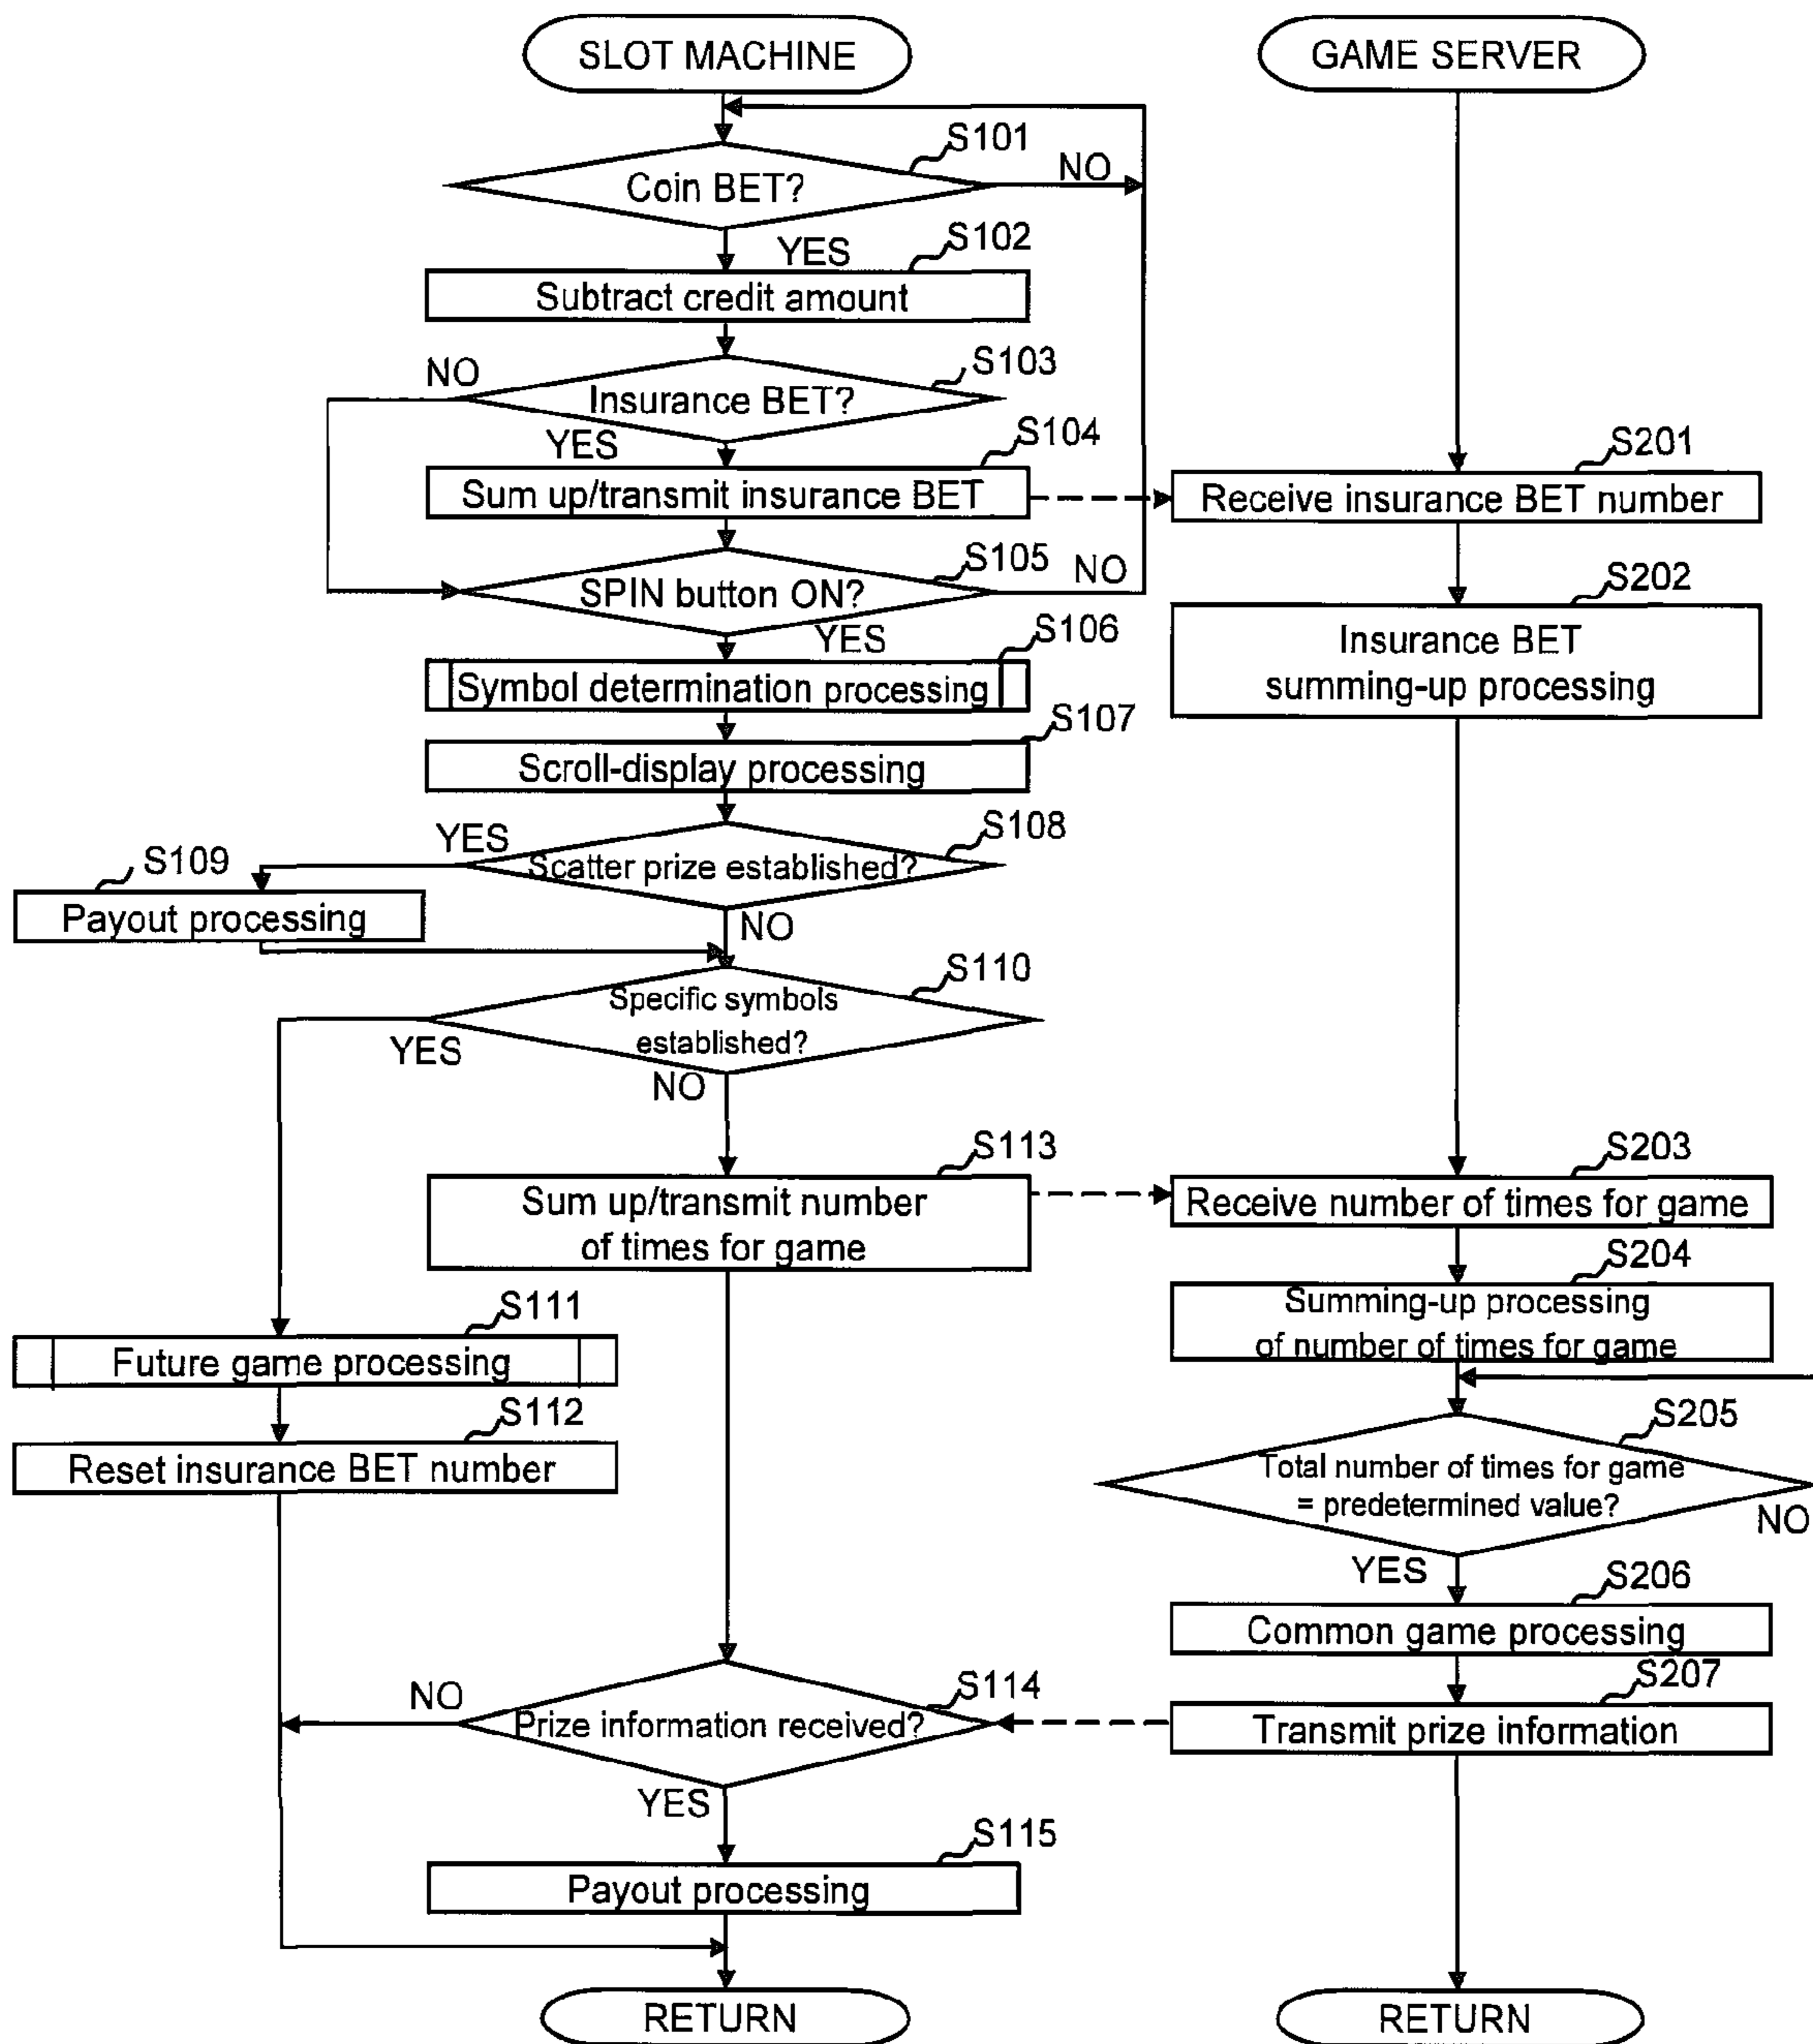 SLOT MACHINE
GAME SERVER
S101
Coin BET?
NO
YES
S102
Subtract credit amount
S103
NO
Insurance BET?
YES
S104
Sum up/transmit insurance BET
S201
Receive insurance BET number
S105
SPIN button ON?
NO
YES
S202
Insurance BET
summing-up processing
S106
Symbol determination processing
S107
Scroll-display processing
S108
YES
Scatter prize established?
NO
S109
Payout processing
S110
Specific symbols
established?
YES
NO
S113
Sum up/transmit number
of times for game
S203
Receive number of times for game
S204
Summing-up processing
of number of times for game
S111
Future game processing
S112
Reset insurance BET number
S205
Total number of times for game
= predetermined value?
NO
YES
S206
Common game processing
S207
Transmit prize information
S114
NO
Prize information received?
YES
S115
Payout processing
RETURN
RETURN